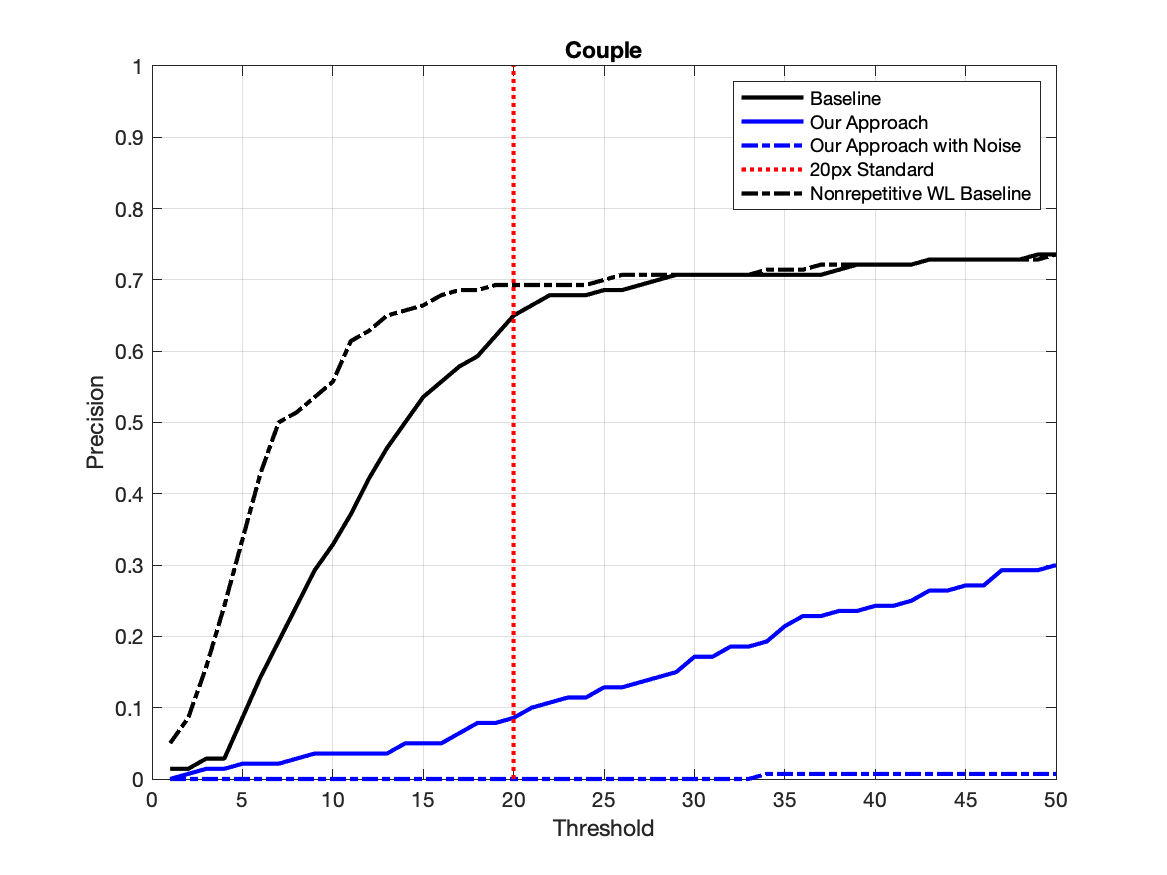 Couple
1
0.9
0.8
0.7
0.6
0.5
0.4
0.3
0.2
0.1
0
Precision
Baseline
Our Approach
Our Approach with Noise
20px Standard
Nonrepetitive WL Baseline
0 5 10 15 20 25 30 35 40 45 50
Threshold